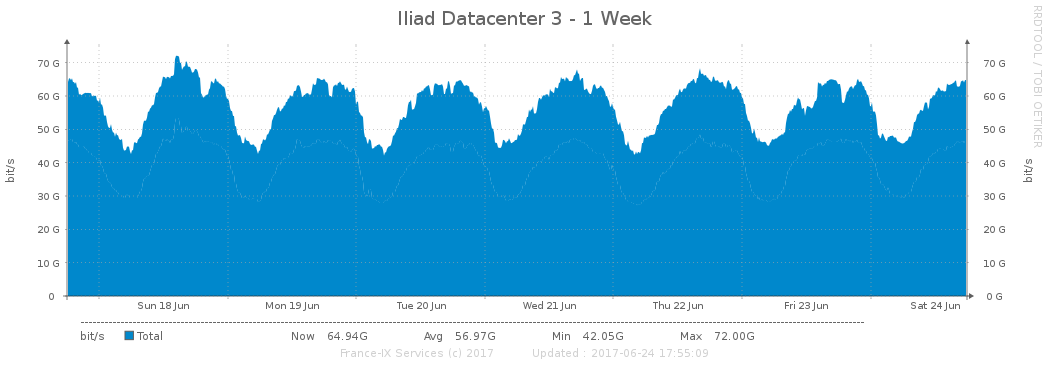 Iliad Datacenter 3 - 1 Week
RRDTOOL / TOBI OETIKER
bit/s
70 G
60 G
50 G
40 G
30 G
20 G
10 G
0
70 G
60 G
50 G
40 G
30 G
20 G
10 G
0 G
bit/s
Sun 18 Jun Mon 19 Jun Tue 20 Jun Wed 21 Jun Thu 22 Jun Fri 23 Jun Sat 24 Jun
bit/s Total Now 64.94G Avg 56.97G Min 42.05G Max 72.00G
France-IX Services (c) 2017 Updated : 2017-06-24 17:55:09